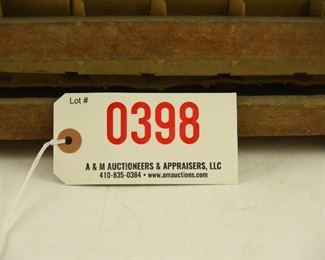 Lot #
0398
A & M AUCTIONEERS & APPRAISERS, LLC
410-835-0384 • www.amauctions.com